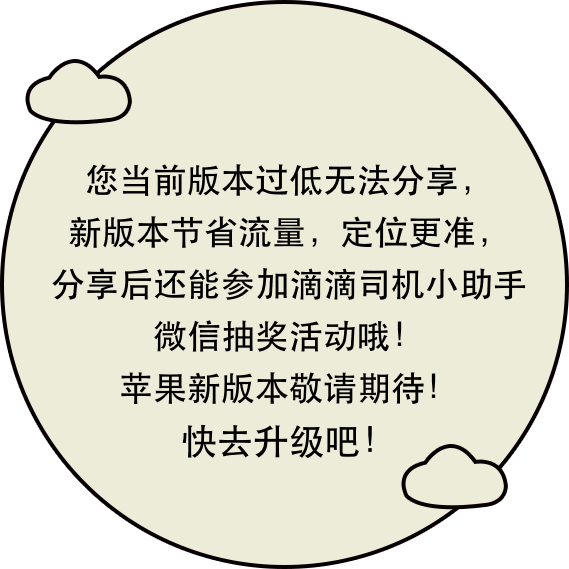 您当前版本过低无法分享，
新版本节省流量，定位更准，
分享后还能参加滴滴司机小助手
微信抽奖活动哦！
苹果新版本敬请期待！
快去升级吧！